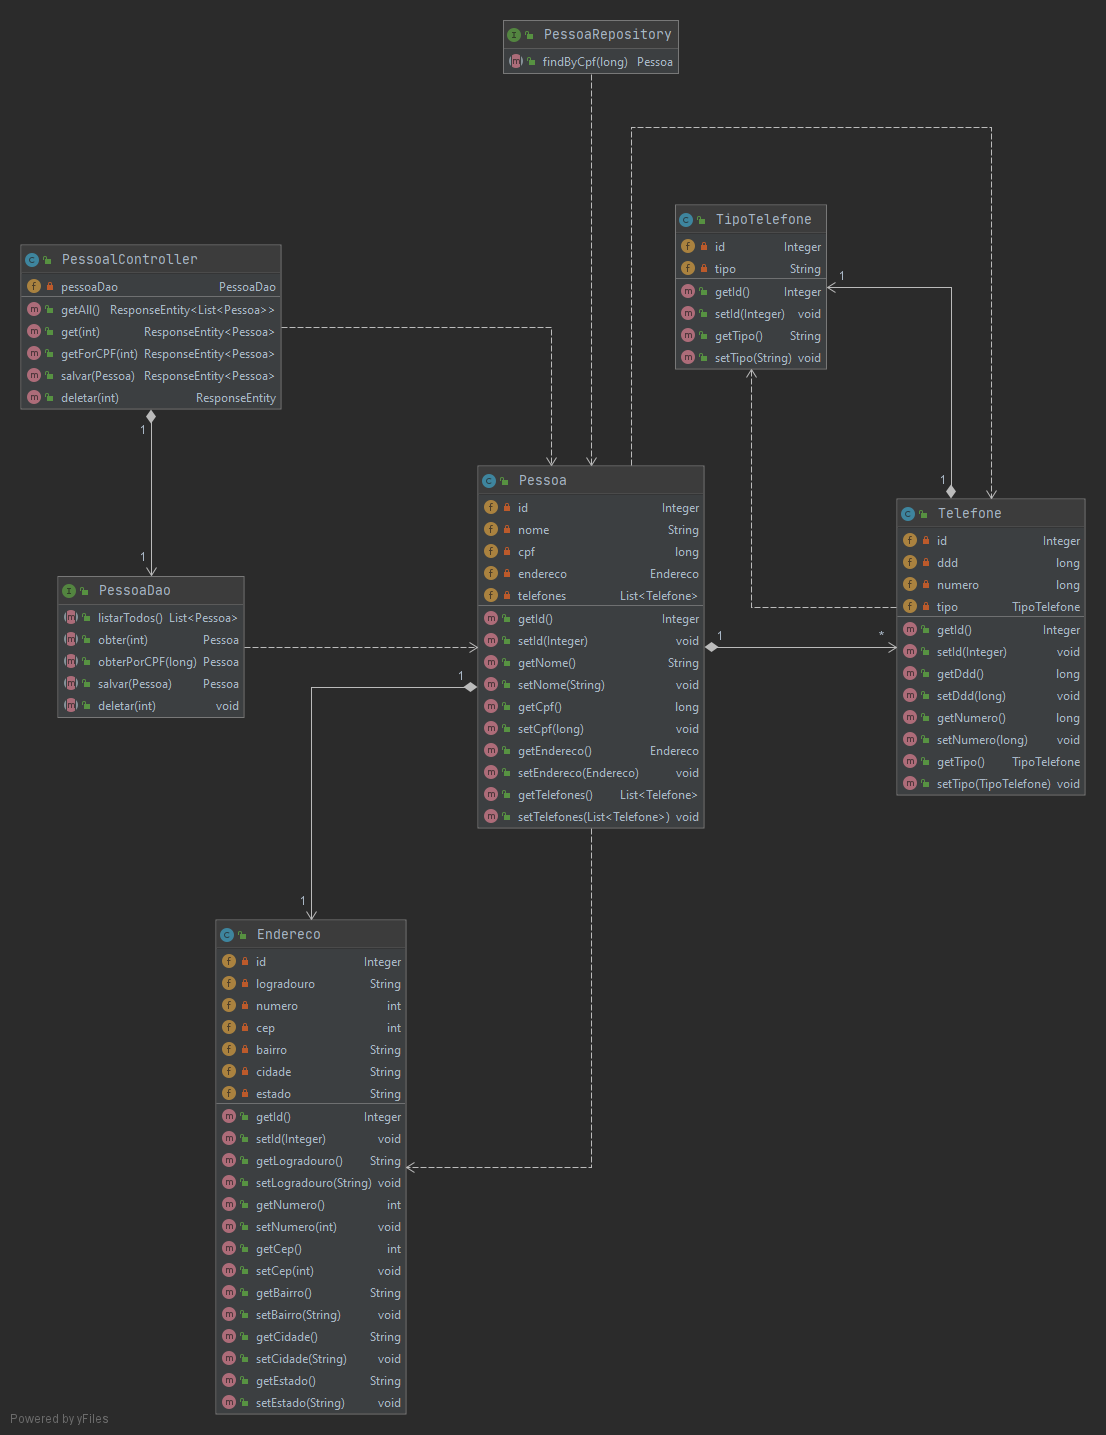 PessoaRepository
findByCpf(long) Pessoa
TipoTelefone
id Integer
tipo String
getId() Integer
setId(Integer) void
getTipo() String
setTipo(String) void
1
1
PessoalController
pessoaDao PessoaDao
getAll() ResponseEntity<List<Pessoa>>
get(int) ResponseEntity<Pessoa>
getForCPF(int) ResponseEntity<Pessoa>
salvar(Pessoa) ResponseEntity<Pessoa>
deletar(int) ResponseEntity
1
1
PessoaDao
listarTodos() List<Pessoa>
obter(int) Pessoa
obterPorCPF(long) Pessoa
salvar(Pessoa) Pessoa
deletar(int) void
Pessoa
id Integer
nome String
cpf long
endereco Endereco
telefones List<Telefone>
getId() Integer
setId(Integer) void
getNome() String
setNome(String) void
getCpf() long
setCpf(long) void
getEndereco() Endereco
setEndereco(Endereco) void
getTelefones() List<Telefone>
setTelefones(List<Telefone>) void
1
*
1
1
Telefone
id Integer
ddd long
numero long
tipo TipoTelefone
getId() Integer
setId(Integer) void
getDdd() long
setDdd(long) void
getNumero() long
setNumero(long) void
getTipo() TipoTelefone
setTipo(TipoTelefone) void
Endereco
id Integer
logradouro String
numero int
cep int
bairro String
cidade String
estado String
getId() Integer
setId(Integer) void
getLogradouro() String
setLogradouro(String) void
getNumero() int
setNumero(int) void
getCep() int
setCep(int) void
getBairro() String
setBairro(String) void
getCidade() String
setCidade(String) void
getEstado() String
setEstado(String) void
Powered by yFiles